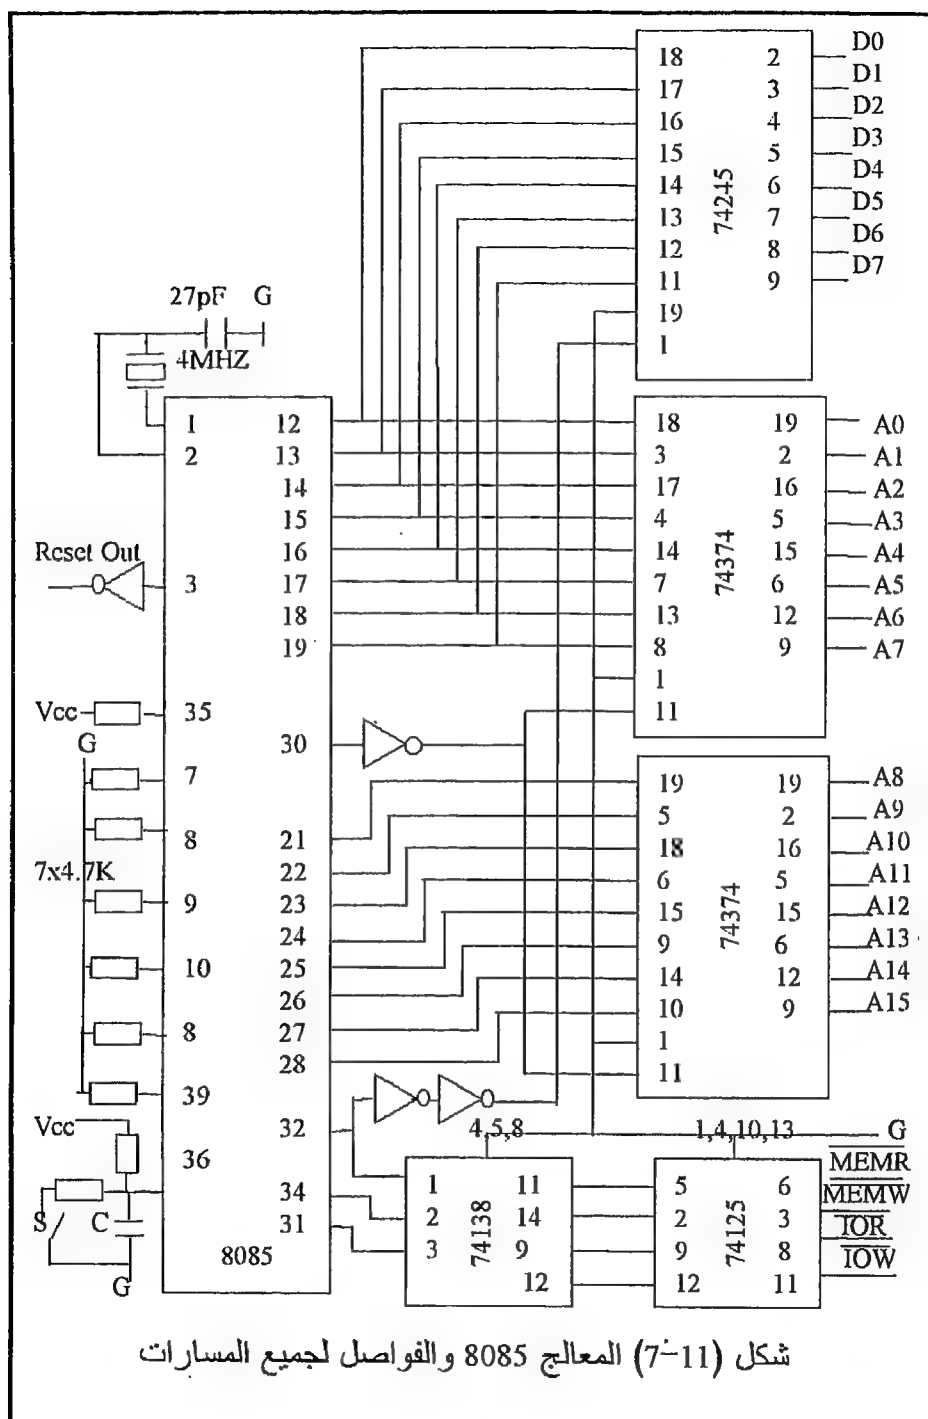 D0
D1
D2
D3
D4
D5
D6
D7
18 2
17 3
16 4
15 5
14 6
13 7
12 8
11 9
19
1
74245
27pF G
4MHZ
1 12
2 13
14
15
16
3 17
18
19
Reset Out
Vcc 35
30
G
7
8 21
22
7x4.7K
9 23
24
10 25
26
8 27
28
39
Vcc
32
36
34
31
S C
G
8085
18 19 A0
3 2 A1
17 16 A2
4 5 A3
14 15 A4
7 6 A5
13 12 A6
8 9 A7
1
11
74374
19 19 A8
5 2 A9
18 16 A10
6 5 A11
15 15 A12
9 6 A13
14 12 A14
10 9 A15
1
11
74374
4,5,8
1,4,10,13 G
1 11
2 14
3 9
12
74138
5 6
2 3
9 8
12 11
74125
MEMR
MEMW
IOR
IOW
شكل (11-7) المعالج 8085 والفواصل لجميع المسارات